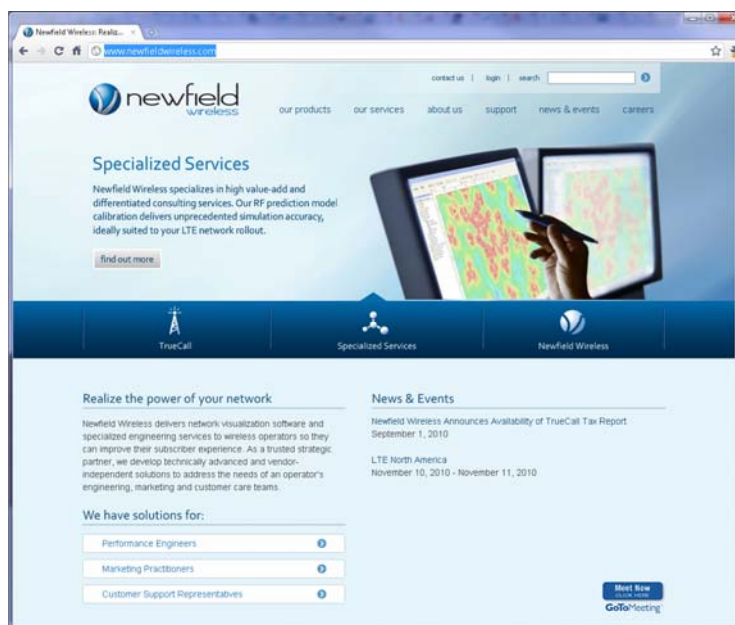 Newfield Wireless: Realiz...
www.newfieldwireless.com
contact us | login | search
newfield
wireless
our products our services about us support news & events careers
Specialized Services
Newfield Wireless specializes in high value-add and
differentiated consulting services. Our RF prediction model
calibration delivers unprecedented simulation accuracy,
ideally suited to your LTE network rollout.
find out more
TrueCall Specialized Services Newfield Wireless
Realize the power of your network
Newfield Wireless delivers network visualization software and
specialized engineering services to wireless operators so they
can improve their subscriber experience. As a trusted strategic
partner, we develop technically advanced and vendor-
independent solutions to address the needs of an operator's
engineering, marketing and customer care teams.
We have solutions for:
Performance Engineers
Marketing Practitioners
Customer Support Representatives
News & Events
Newfield Wireless Announces Availability of TrueCall Tax Report
September 1, 2010
LTE North America
November 10, 2010 - November 11, 2010
Meet Now
CLICK HERE
GoToMeeting